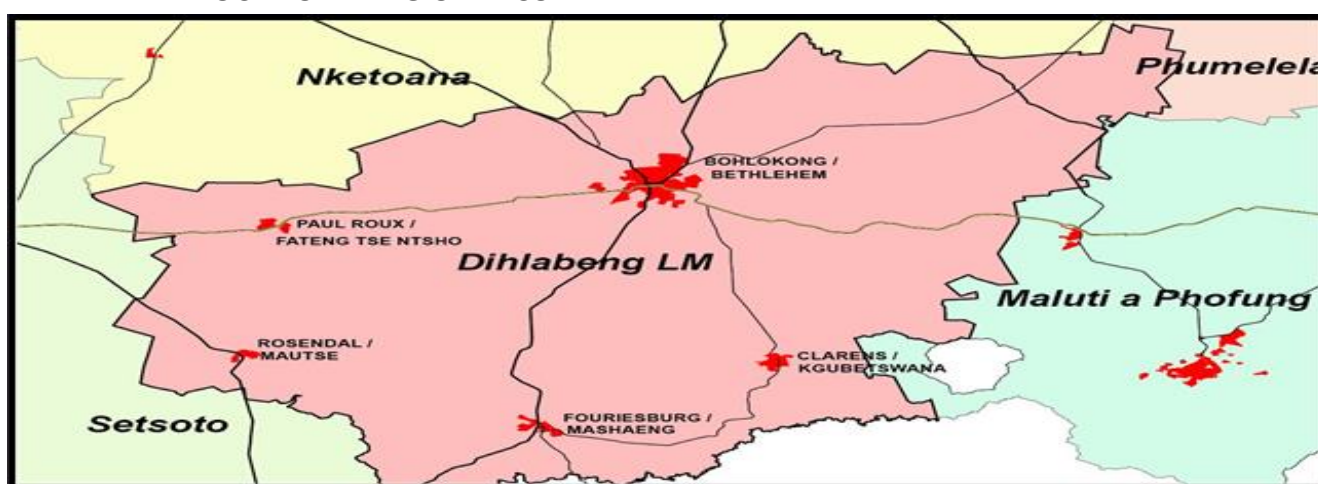 Nketoana
Phumelela
BOHLOKONG /
BETHLEHEM
PAUL ROUX /
FATENG TSE NTSHO
Dihlabeng LM
Maluti a Phofung
ROSENDAL /
MAUTSE
CLARENS /
KGUBETSWANA
Setsoto
FOURIESBURG /
MASHAENG